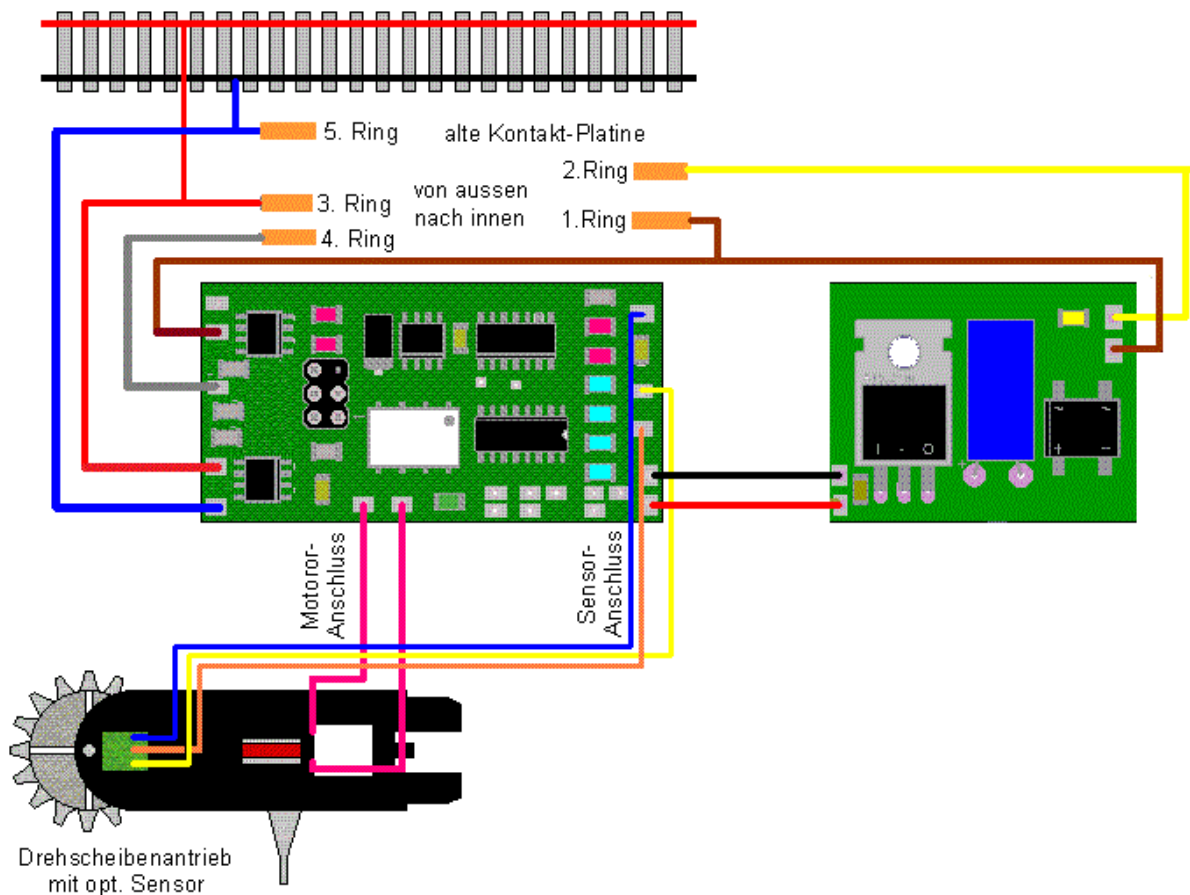 5. Ring
alte Kontakt-Platine
2.Ring
3. Ring
von aussen
nach innen
1.Ring
4. Ring
Motoror-
Anschluss
Sensor-
Anschluss
Drehscheibenantrieb
mit opt. Sensor